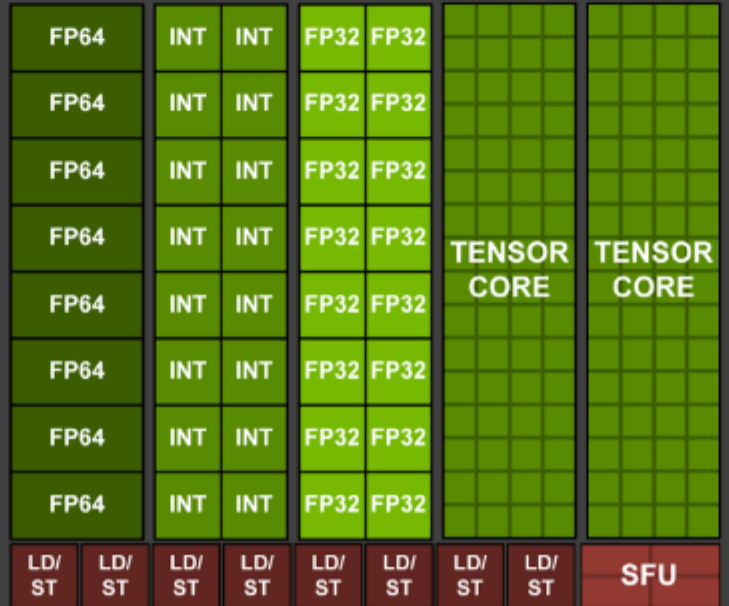 FP64 INT INT FP32 FP32
FP64 INT INT FP32 FP32
FP64 INT INT FP32 FP32
FP64 INT INT FP32 FP32
TENSOR CORE TENSOR CORE
FP64 INT INT FP32 FP32
FP64 INT INT FP32 FP32
FP64 INT INT FP32 FP32
FP64 INT INT FP32 FP32
LD/ LD/ LD/ LD/ LD/ LD/ LD/ LD/ SFU
ST ST ST ST ST ST ST ST